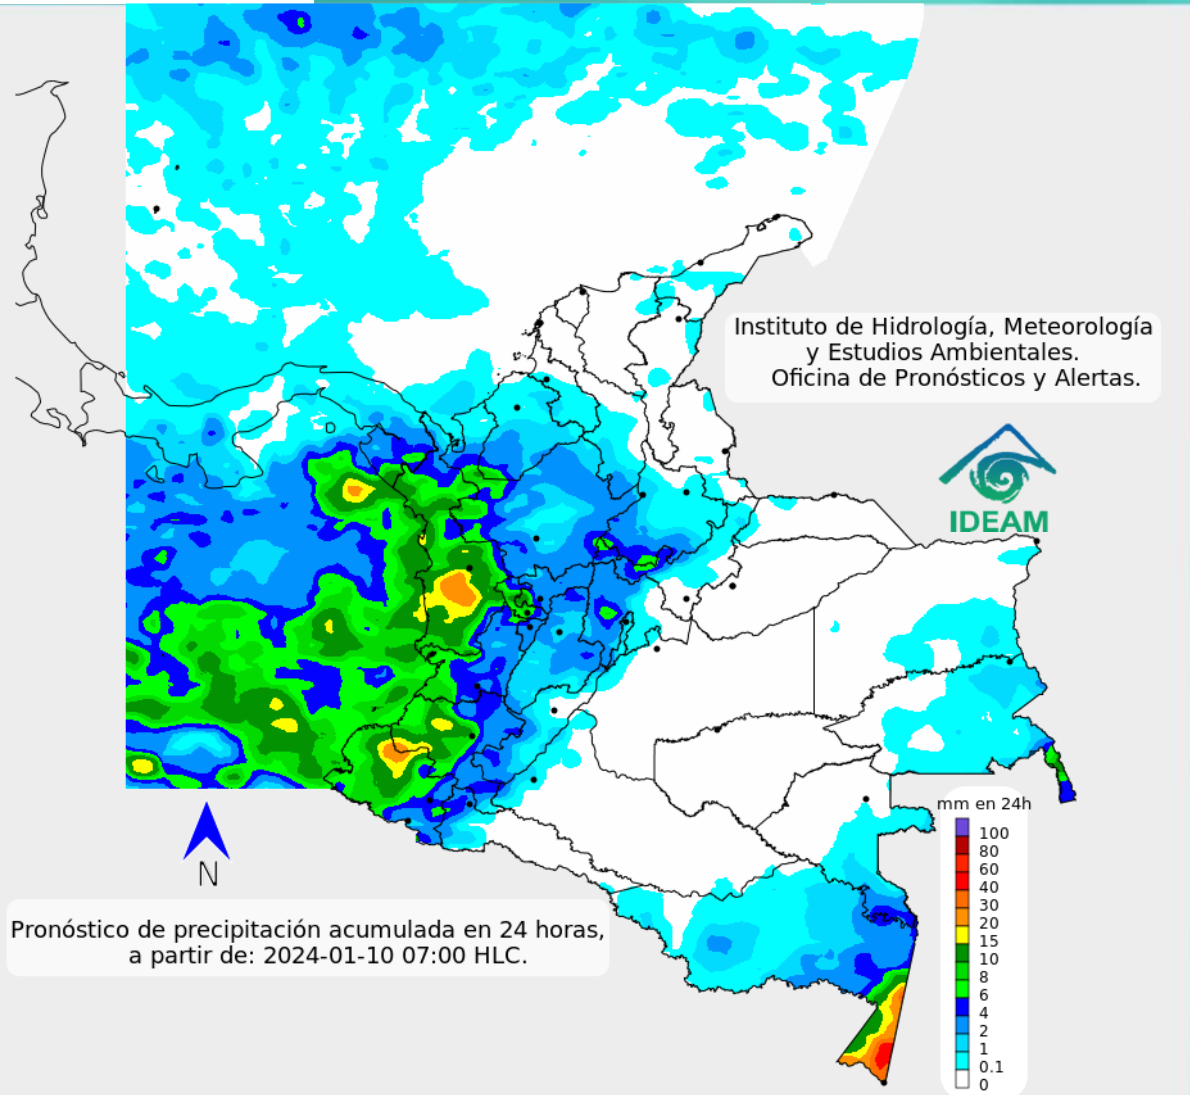 Instituto de Hidrología, Meteorología
y Estudios Ambientales.
Oficina de Pronósticos y Alertas.
IDEAM
mm en 24h
100
80
60
40
30
20
15
10
8
6
4
2
1
0.1
0
N
Pronóstico de precipitación acumulada en 24 horas,
a partir de: 2024-01-10 07:00 HLC.